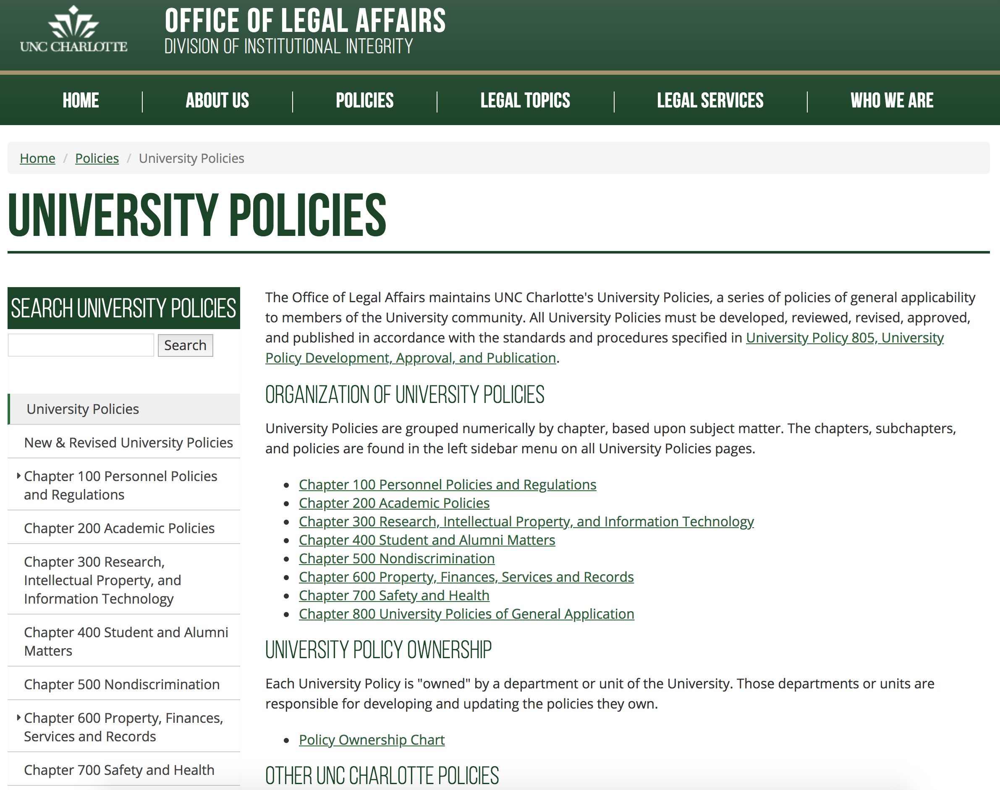 UNC CHARLOTTE
OFFICE OF LEGAL AFFAIRS
DIVISION OF INSTITUTIONAL INTEGRITY
HOME
ABOUT US
POLICIES
LEGAL TOPICS
LEGAL SERVICES
WHO WE ARE
Home / Policies / University Policies
UNIVERSITY POLICIES
SEARCH UNIVERSITY POLICIES
Search
University Policies
New & Revised University Policies
Chapter 100 Personnel Policies
and Regulations
Chapter 200 Academic Policies
Chapter 300 Research,
Intellectual Property, and
Information Technology
Chapter 400 Student and Alumni
Matters
Chapter 500 Nondiscrimination
Chapter 600 Property, Finances,
Services and Records
Chapter 700 Safety and Health
The Office of Legal Affairs maintains UNC Charlotte's University Policies, a series of policies of general applicability
to members of the University community. All University Policies must be developed, reviewed, revised, approved,
and published in accordance with the standards and procedures specified in University Policy 805, University
Policy Development, Approval, and Publication.
ORGANIZATION OF UNIVERSITY POLICIES
University Policies are grouped numerically by chapter, based upon subject matter. The chapters, subchapters,
and policies are found in the left sidebar menu on all University Policies pages.
• Chapter 100 Personnel Policies and Regulations
• Chapter 200 Academic Policies
• Chapter 300 Research, Intellectual Property, and Information Technology
• Chapter 400 Student and Alumni Matters
• Chapter 500 Nondiscrimination
• Chapter 600 Property, Finances, Services and Records
• Chapter 700 Safety and Health
• Chapter 800 University Policies of General Application
UNIVERSITY POLICY OWNERSHIP
Each University Policy is "owned" by a department or unit of the University. Those departments or units are
responsible for developing and updating the policies they own.
• Policy Ownership Chart
OTHER UNC CHARLOTTE POLICIES